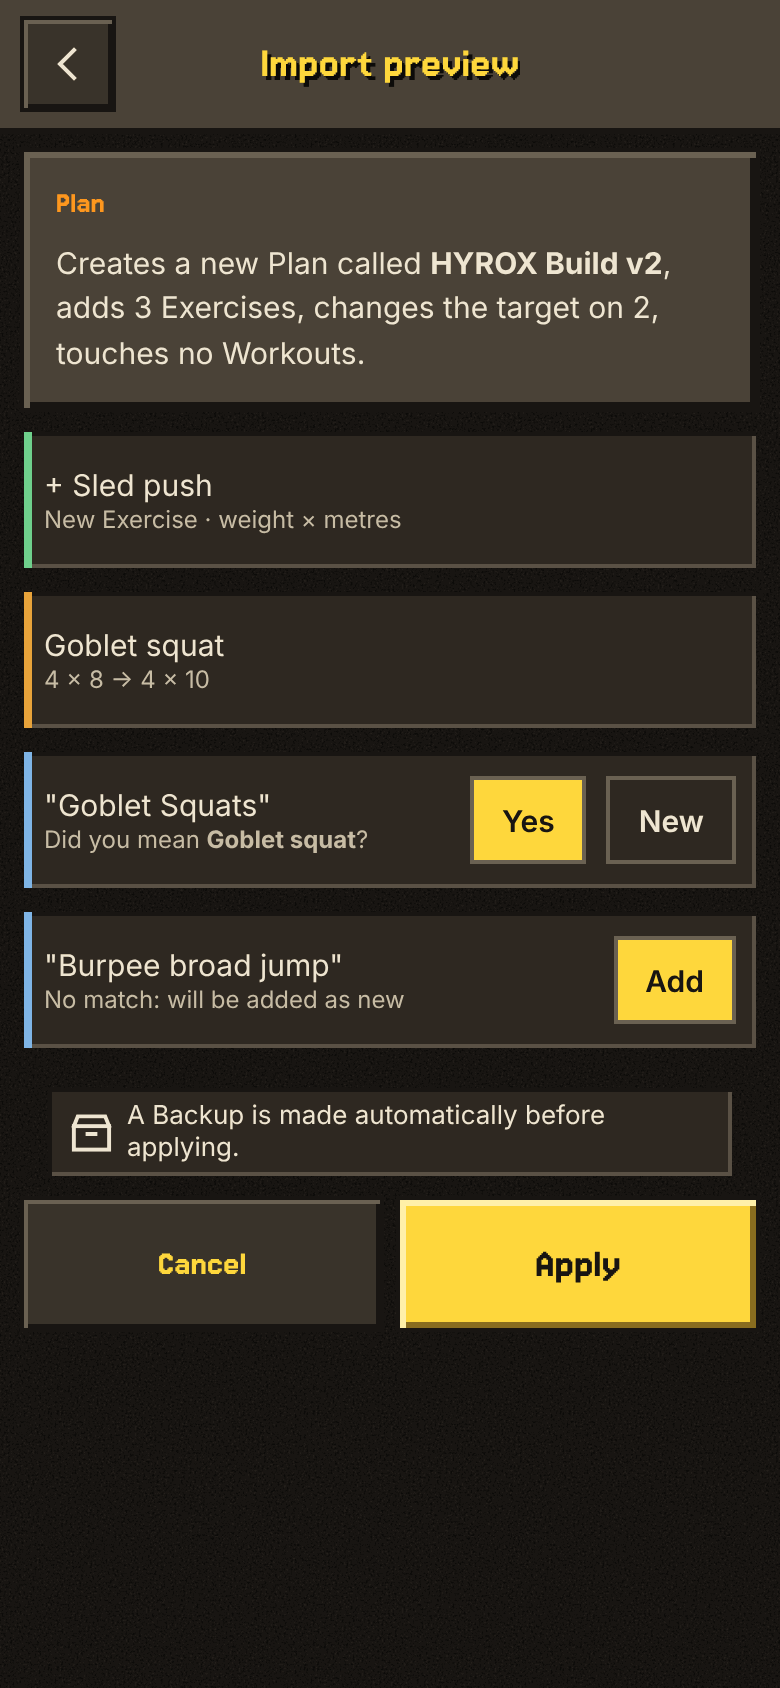 Import preview
Plan
Creates a new Plan called HYROX Build v2,
adds 3 Exercises, changes the target on 2,
touches no Workouts.
+ Sled push
New Exercise · weight × metres
Goblet squat
4 × 8 → 4 × 10
"Goblet Squats"
Did you mean Goblet squat?
Yes
New
"Burpee broad jump"
No match: will be added as new
Add
A Backup is made automatically before
applying.
Cancel
Apply